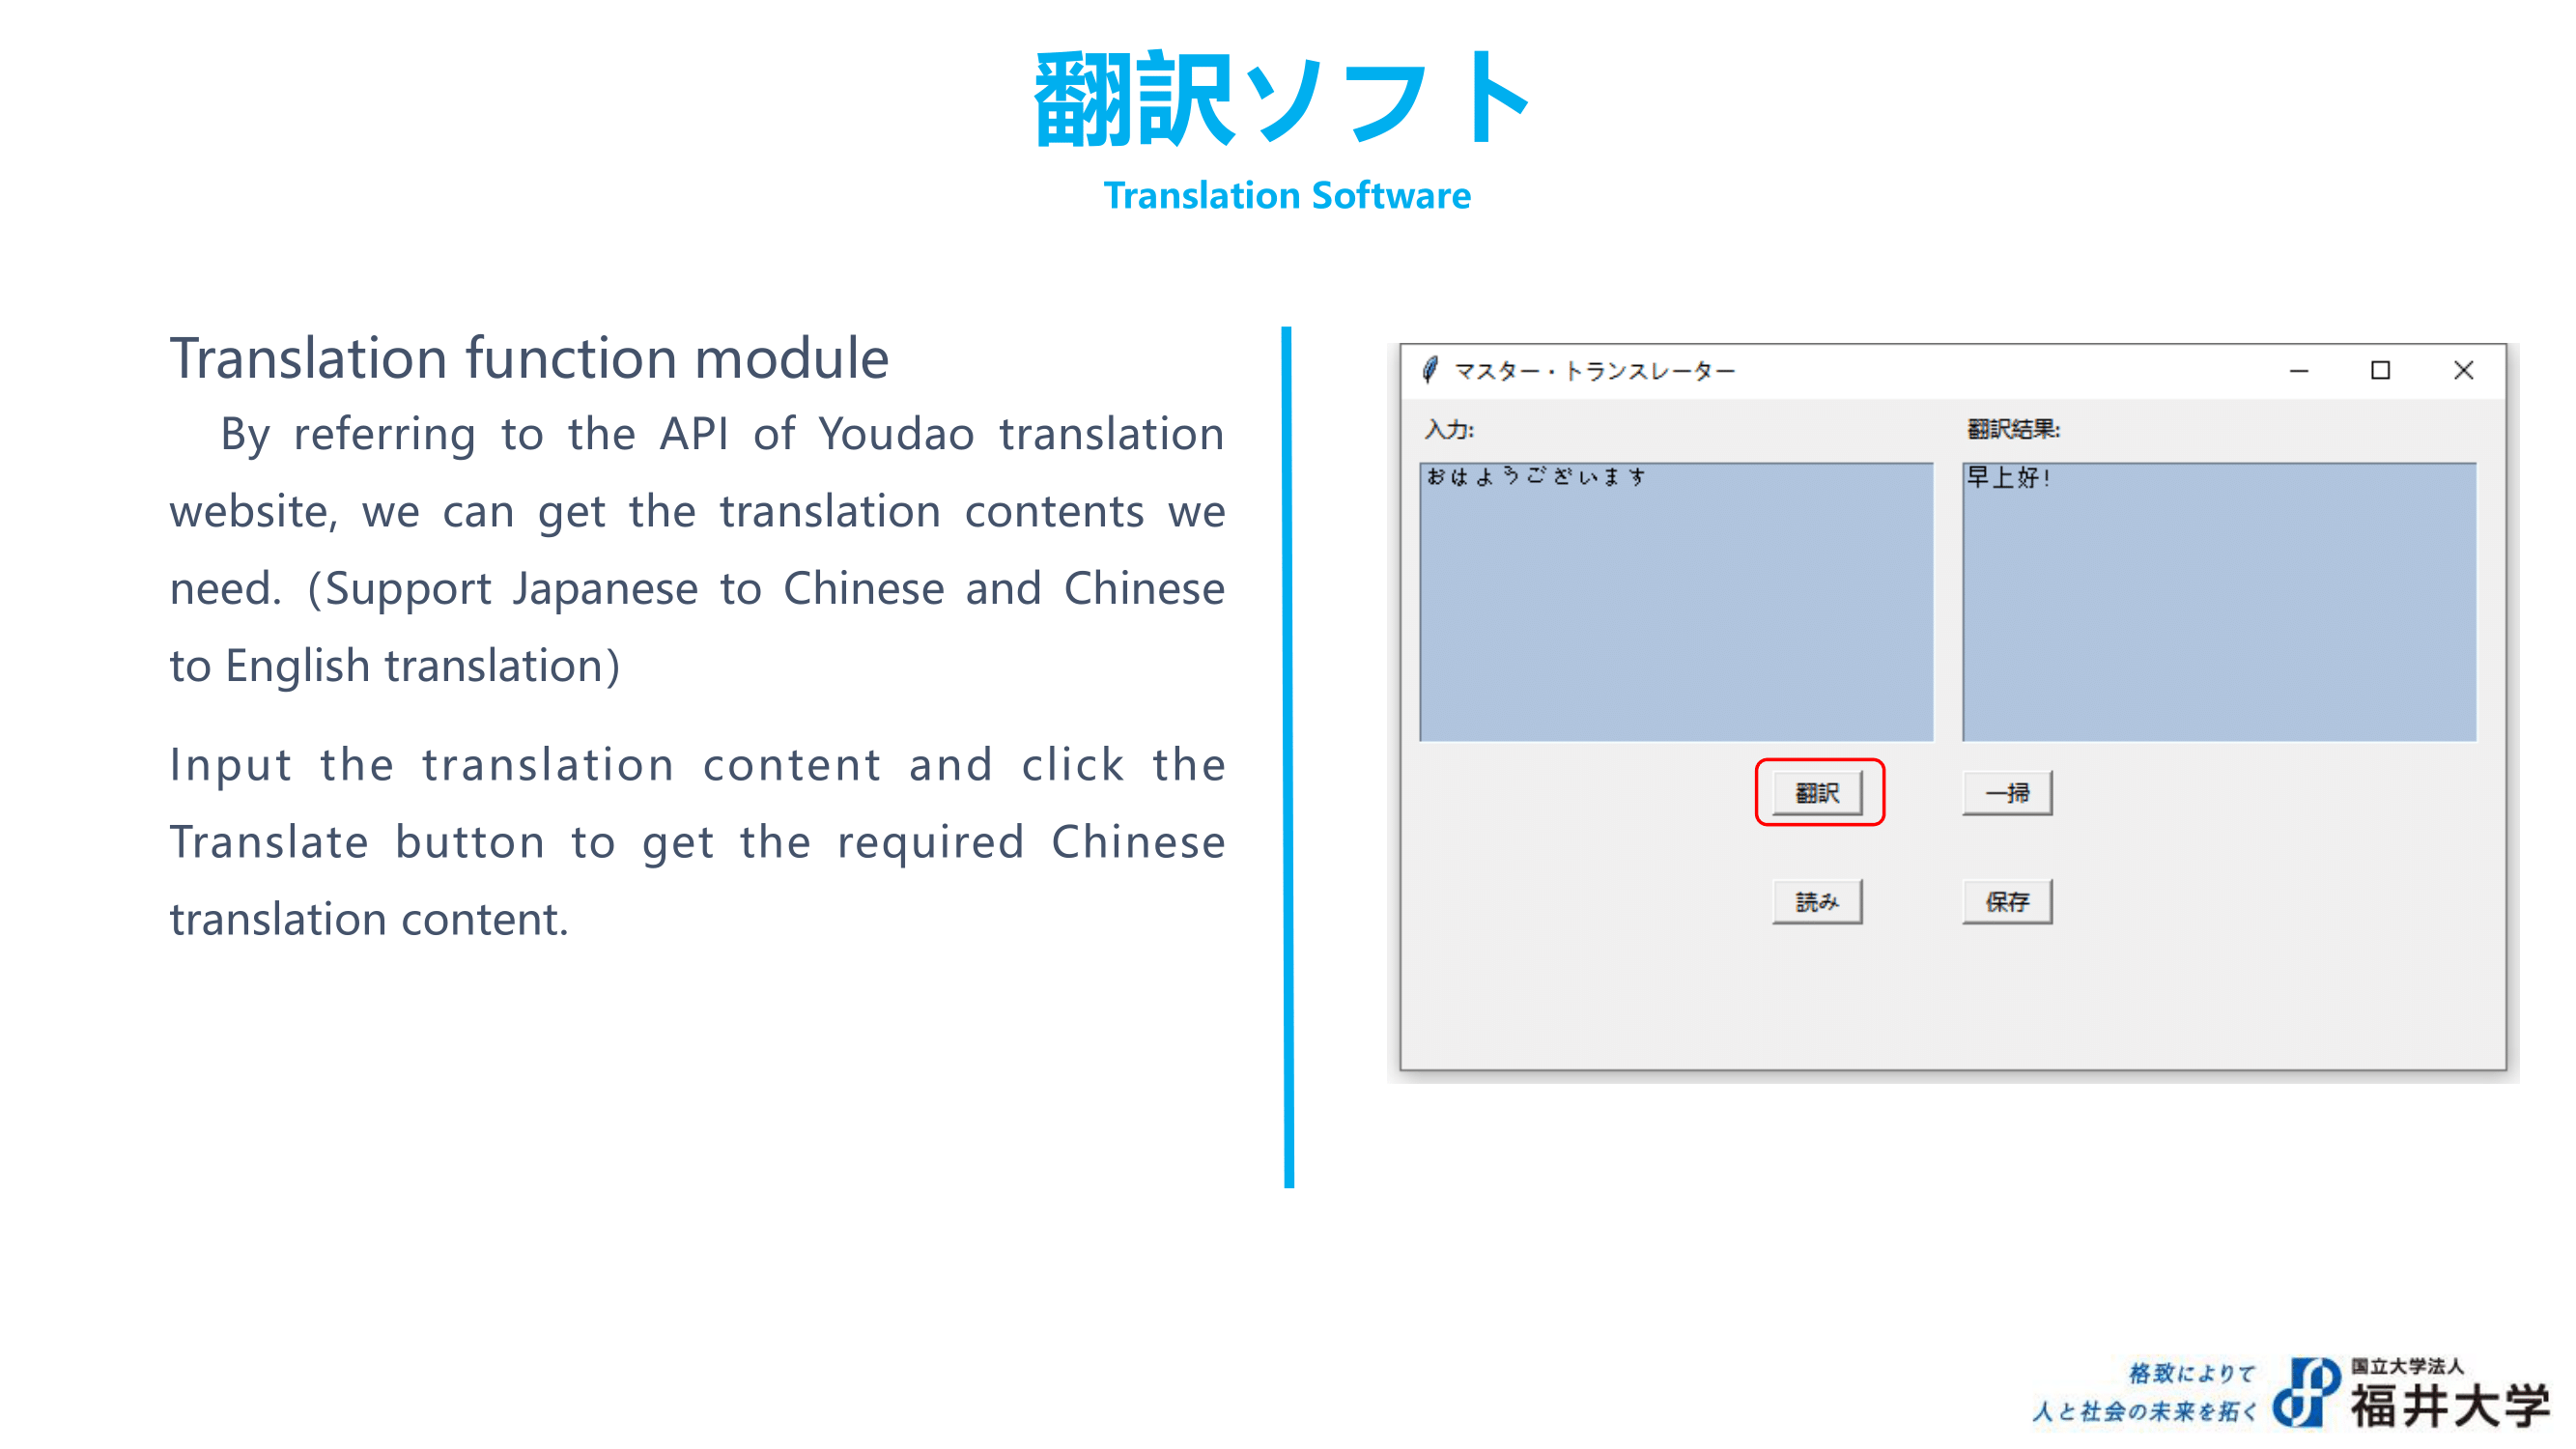 翻訳ソフト
Translation Software
Translation function module
By referring to the API of Youdao translation
website, we can get the translation contents we
need.（Support Japanese to Chinese and Chinese
to English translation）
Input the translation content and click the
Translate button to get the required Chinese
translation content.
マスター・トランスレーター
入力:
翻訳結果:
おはようございます
早上好!
翻訳
一掃
読み
保存
格致によりて
人と社会の未来を拓く
国立大学法人
福井大学